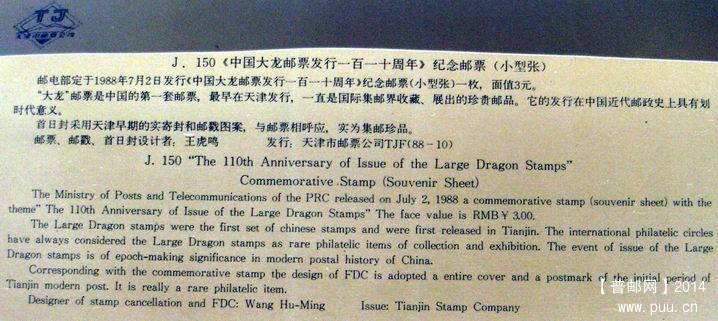 TJ
天津市邮票公司
J．150《中国大龙邮票发行一百一十周年》纪念邮票（小型张）
邮电部定于1988年7月2日发行《中国大龙邮票发行一百一十周年》纪念邮票（小型张）一枚，面值3元。
“大龙”邮票是中国的第一套邮票，最早在天津发行，一直是国际集邮界收藏、展出的珍贵邮品。它的发行在中国近代邮政史上具有划
时代意义。
首日封采用天津早期的实寄封和邮戳图案，与邮票相呼应，实为集邮珍品。
邮票、邮戳、首日封设计者：王虎鸣 发行：天津市邮票公司TJF(88－10)
J. 150 “The 110th Anniversary of Issue of the Large Dragon Stamps”
Commemorative Stamp (Souvenir Sheet)
The Ministry of Posts and Telecommunications of the PRC released on July 2, 1988 a commemorative stamp (souvenir sheet) with the
theme” The 110th Anniversary of Issue of the Large Dragon Stamps” The face value is RMB￥3.00.
The Large Dragon stamps were the first set of chinese stamps and were first released in Tianjin. The international philatelic circles
have always considered the Large Dragon stamps as rare philatelic items of collection and exhibition. The event of issue of the Large
Dragon stamps is of epoch-making significance in modern postal history of China.
Corresponding with the commemorative stamp the design of FDC is adopted a entire cover and a postmark of the initial period of
Tianjin modern post. It is really a rare philatelic item.
Designer of stamp cancellation and FDC: Wang Hu-Ming Issue: Tianjin Stamp Company
【普邮网】2014
www.puu.cn